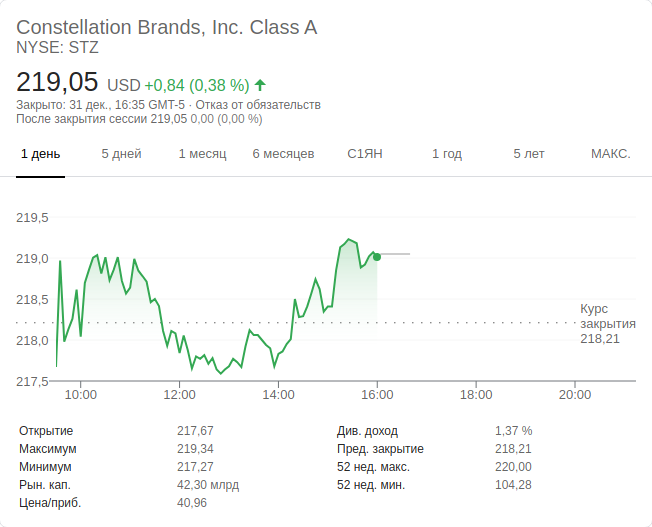 Constellation Brands, Inc. Class A
NYSE: STZ
219,05 USD +0,84 (0,38 %)
Закрыто: 31 дек., 16:35 GMT-5 · Отказ от обязательств
После закрытия сессии 219,05 0,00 (0,00 %)
1 день 5 дней 1 месяц 6 месяцев С1ЯН 1 год 5 лет МАКС.
219,5
219,0
218,5
218,0
217,5
Курс
закрытия
218,21
10:00 12:00 14:00 16:00 18:00 20:00
Открытие 217,67 Див. доход 1,37 %
Максимум 219,34 Пред. закрытие 218,21
Минимум 217,27 52 нед. макс. 220,00
Рын. кап. 42,30 млрд 52 нед. мин. 104,28
Цена/приб. 40,96